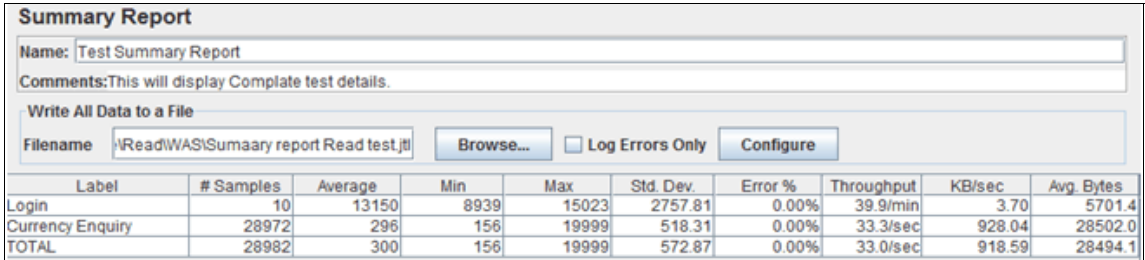 Summary Report
Name: Test Summary Report
Comments:This will display Complate test details.
Write All Data to a File
Filename \Read\WAS\Sumaary report Read test.jtl Browse... Log Errors Only Configure
Label # Samples Average Min Max Std. Dev. Error % Throughput KB/sec Avg. Bytes
Login 10 13150 8939 15023 2757.81 0.00% 39.9/min 3.70 5701.4
Currency Enquiry 28972 296 156 19999 518.31 0.00% 33.3/sec 928.04 28502.0
TOTAL 28982 300 156 19999 572.87 0.00% 33.0/sec 918.59 28494.1